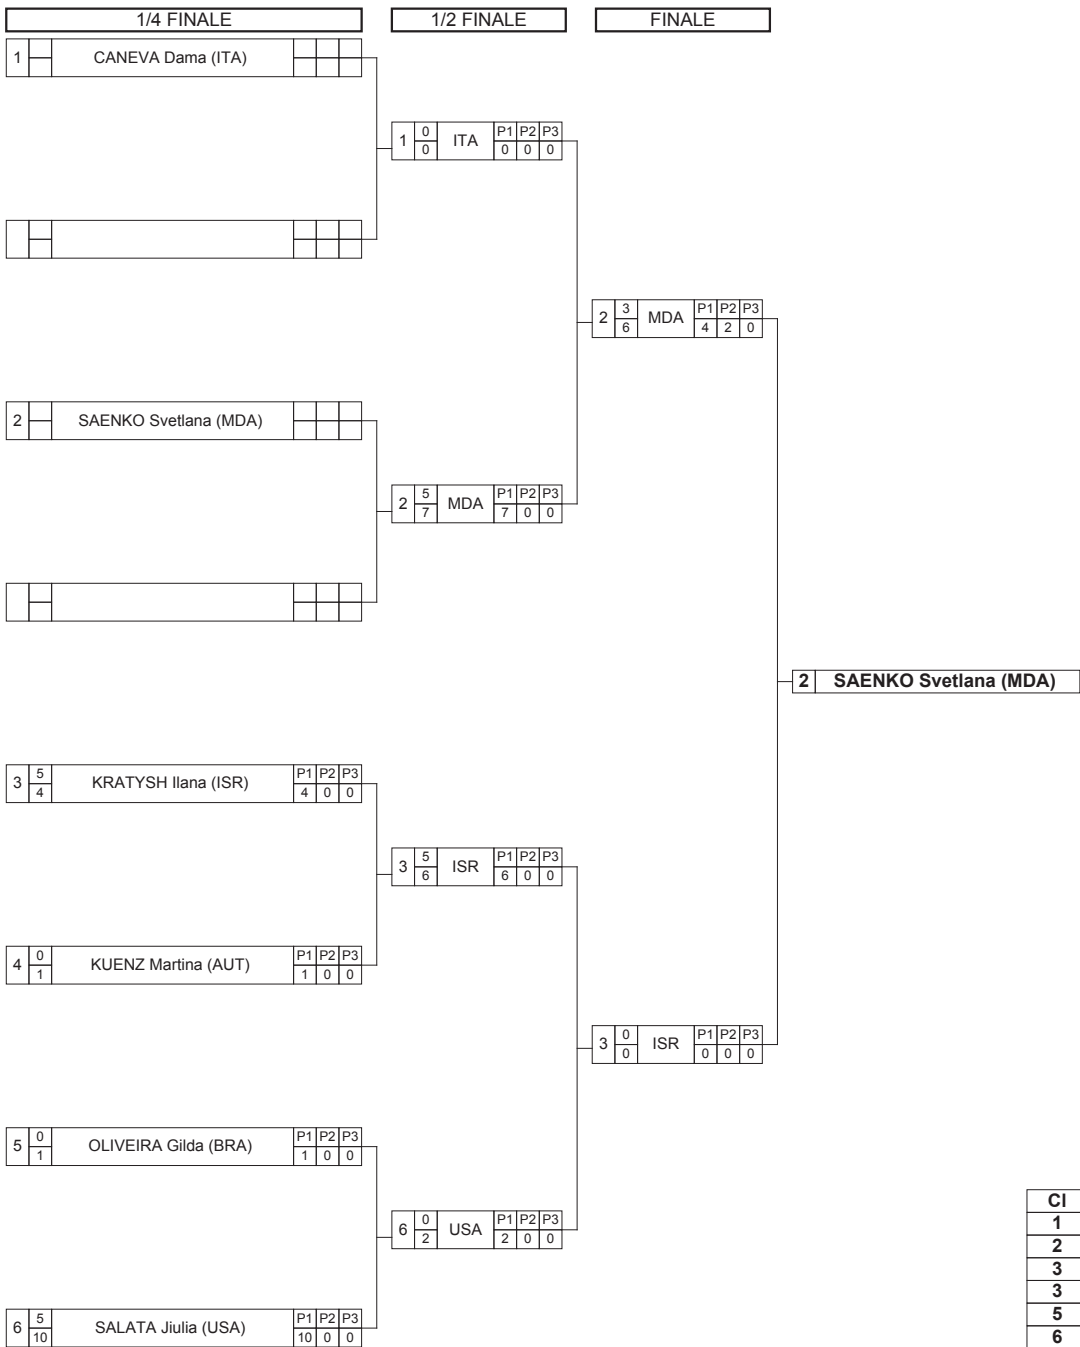 1/4 FINALE 1/2 FINALE FINALE
1 CANEVA Dama (ITA)
1 0 ITA P1 P2 P3
0 0 0 0
2 3 MDA P1 P2 P3
6 4 2 0
2 SAENKO Svetlana (MDA)
2 5 MDA P1 P2 P3
7 7 0 0
2 SAENKO Svetlana (MDA)
3 5 KRATYSH Ilana (ISR) P1 P2 P3
4 4 0 0
3 5 ISR P1 P2 P3
6 6 0 0
4 0 KUENZ Martina (AUT) P1 P2 P3
1 1 0 0
3 0 ISR P1 P2 P3
0 0 0 0
5 0 OLIVEIRA Gilda (BRA) P1 P2 P3
1 1 0 0
6 0 USA P1 P2 P3
2 2 0 0
6 5 SALATA Jiulia (USA) P1 P2 P3
10 10 0 0
Cl
1
2
3
3
5
6